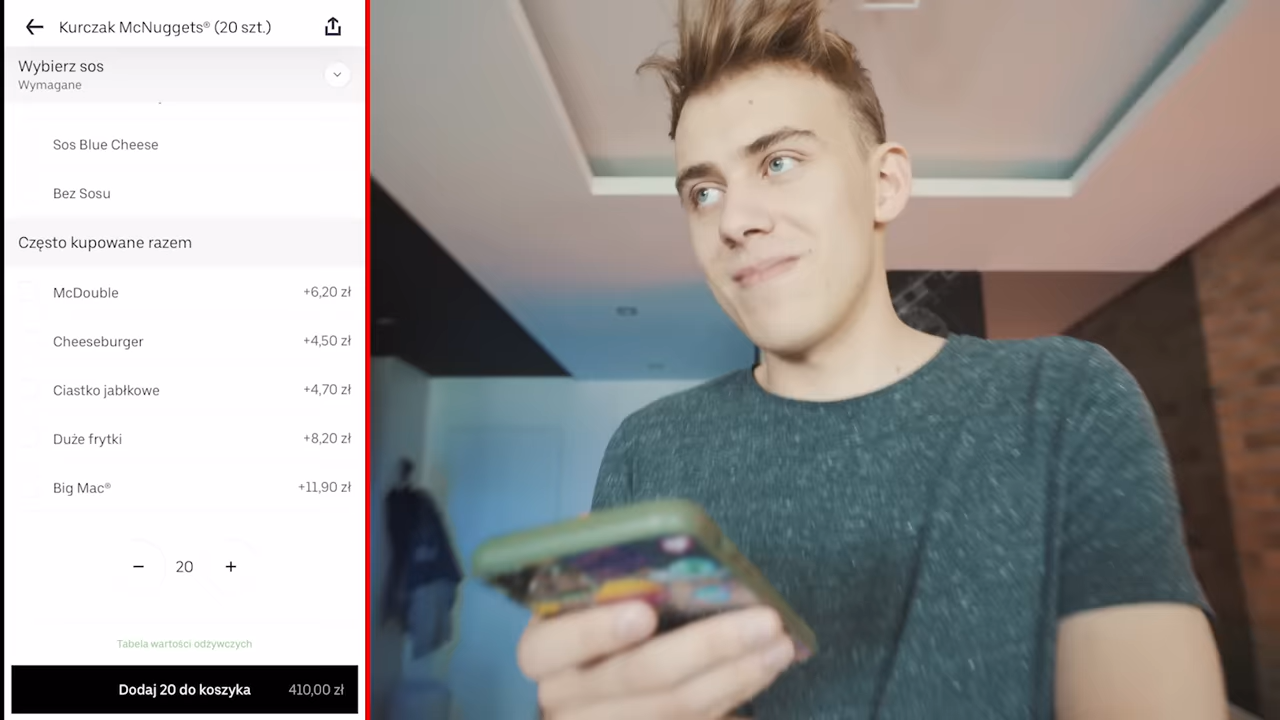 Kurczak McNuggets® (20 szt.)
Wybierz sos
Wymagane
Sos Blue Cheese
Bez Sosu
Często kupowane razem
McDouble +6,20 zł
Cheeseburger +4,50 zł
Ciastko jabłkowe +4,70 zł
Duże frytki +8,20 zł
Big Mac® +11,90 zł
− 20 +
Tabela wartości odżywczych
Dodaj 20 do koszyka 410,00 zł